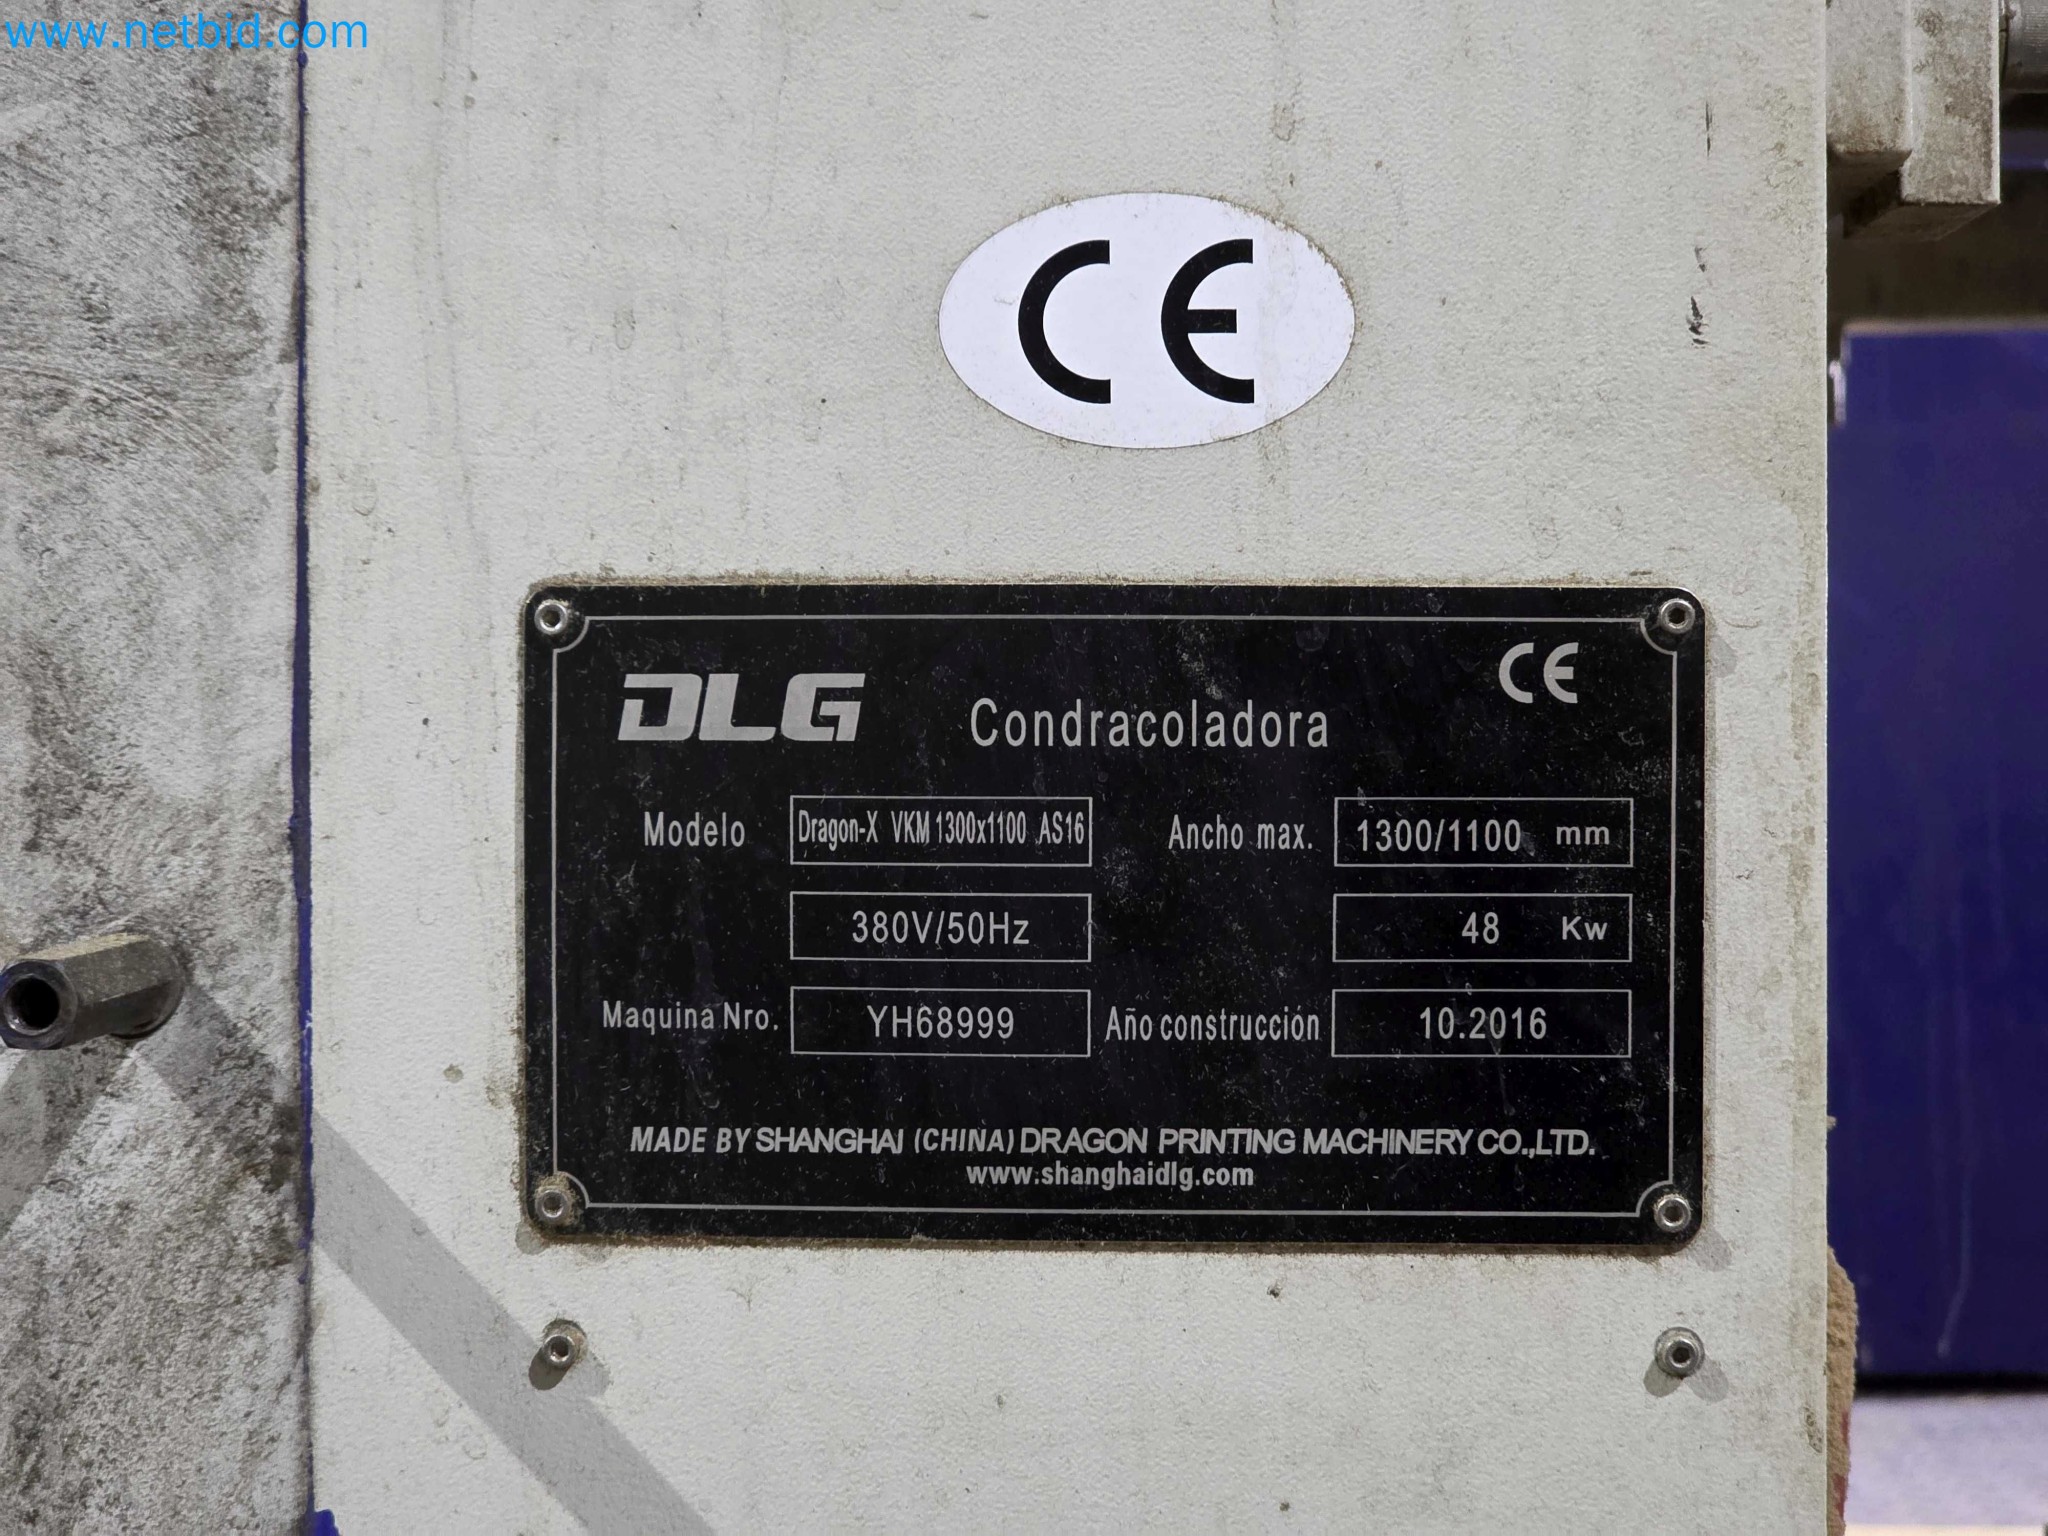 www.netbid.com
CE
DLG Condracoladora CE
Modelo Dragon-X VKM 1300x1100 AS16 Ancho max. 1300/1100 mm
380V/50Hz 48 Kw
Maquina Nro. YH68999 Año construcción 10.2016
MADE BY SHANGHAI (CHINA) DRAGON PRINTING MACHINERY CO.,LTD.
www.shanghaidlg.com